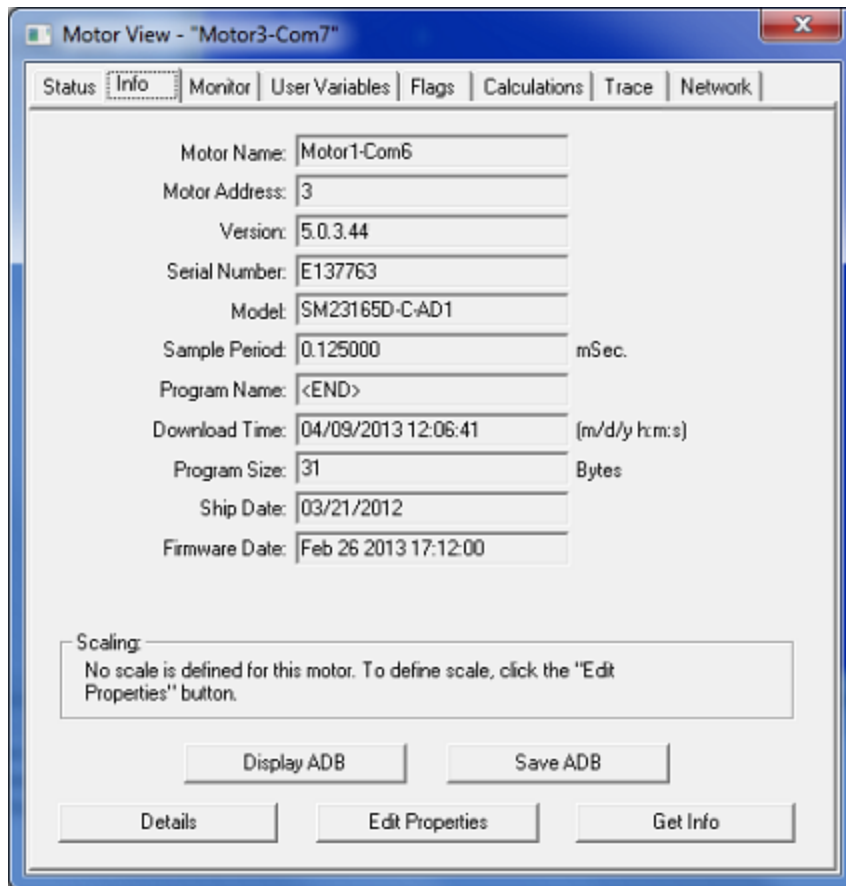 Motor View - "Motor3-Com7"
Status Info Monitor User Variables Flags Calculations Trace Network
Motor Name: Motor1-Com6
Motor Address: 3
Version: 5.0.3.44
Serial Number: E137763
Model: SM23165D-C-AD1
Sample Period: 0.125000 mSec.
Program Name: <END>
Download Time: 04/09/2013 12:06:41 (m/d/y h:m:s)
Program Size: 31 Bytes
Ship Date: 03/21/2012
Firmware Date: Feb 26 2013 17:12:00
Scaling:
No scale is defined for this motor. To define scale, click the "Edit
Properties" button.
Display ADB Save ADB
Details Edit Properties Get Info